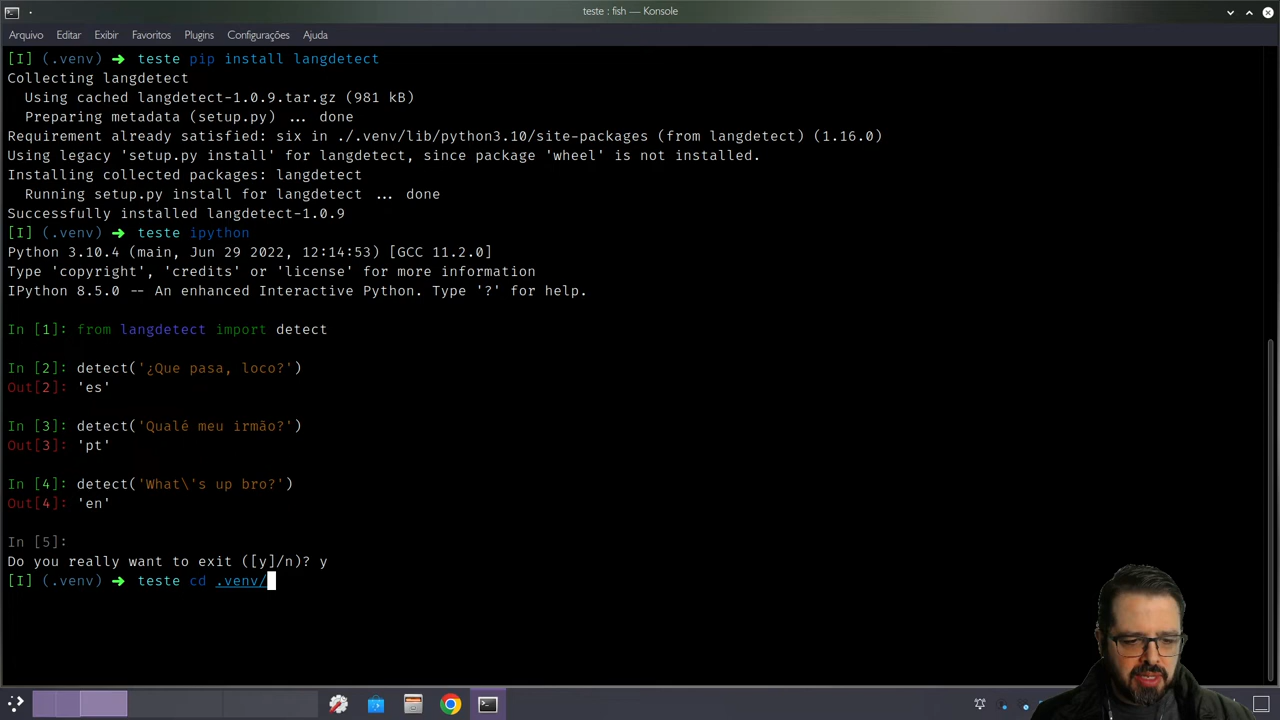 teste : fish — Konsole
Arquivo Editar Exibir Favoritos Plugins Configurações Ajuda
[I] (.venv) ➜ teste pip install langdetect
Collecting langdetect
Using cached langdetect-1.0.9.tar.gz (981 kB)
Preparing metadata (setup.py) ... done
Requirement already satisfied: six in ./.venv/lib/python3.10/site-packages (from langdetect) (1.16.0)
Using legacy 'setup.py install' for langdetect, since package 'wheel' is not installed.
Installing collected packages: langdetect
Running setup.py install for langdetect ... done
Successfully installed langdetect-1.0.9
[I] (.venv) ➜ teste ipython
Python 3.10.4 (main, Jun 29 2022, 12:14:53) [GCC 11.2.0]
Type 'copyright', 'credits' or 'license' for more information
IPython 8.5.0 -- An enhanced Interactive Python. Type '?' for help.
In [1]: from langdetect import detect
In [2]: detect('¿Que pasa, loco?')
Out[2]: 'es'
In [3]: detect('Qualé meu irmão?')
Out[3]: 'pt'
In [4]: detect('What\'s up bro?')
Out[4]: 'en'
In [5]:
Do you really want to exit ([y]/n)? y
[I] (.venv) ➜ teste cd .venv/